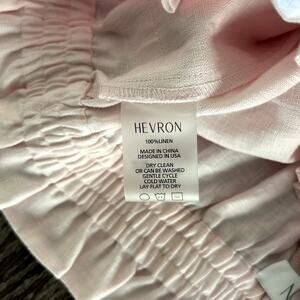 HEVRON
100%LINEN
MADE IN CHINA
DESIGNED IN USA
DRY CLEAN
OR CAN BE WASHED
GENTLE CYCLE
COLD WATER
LAY FLAT TO DRY